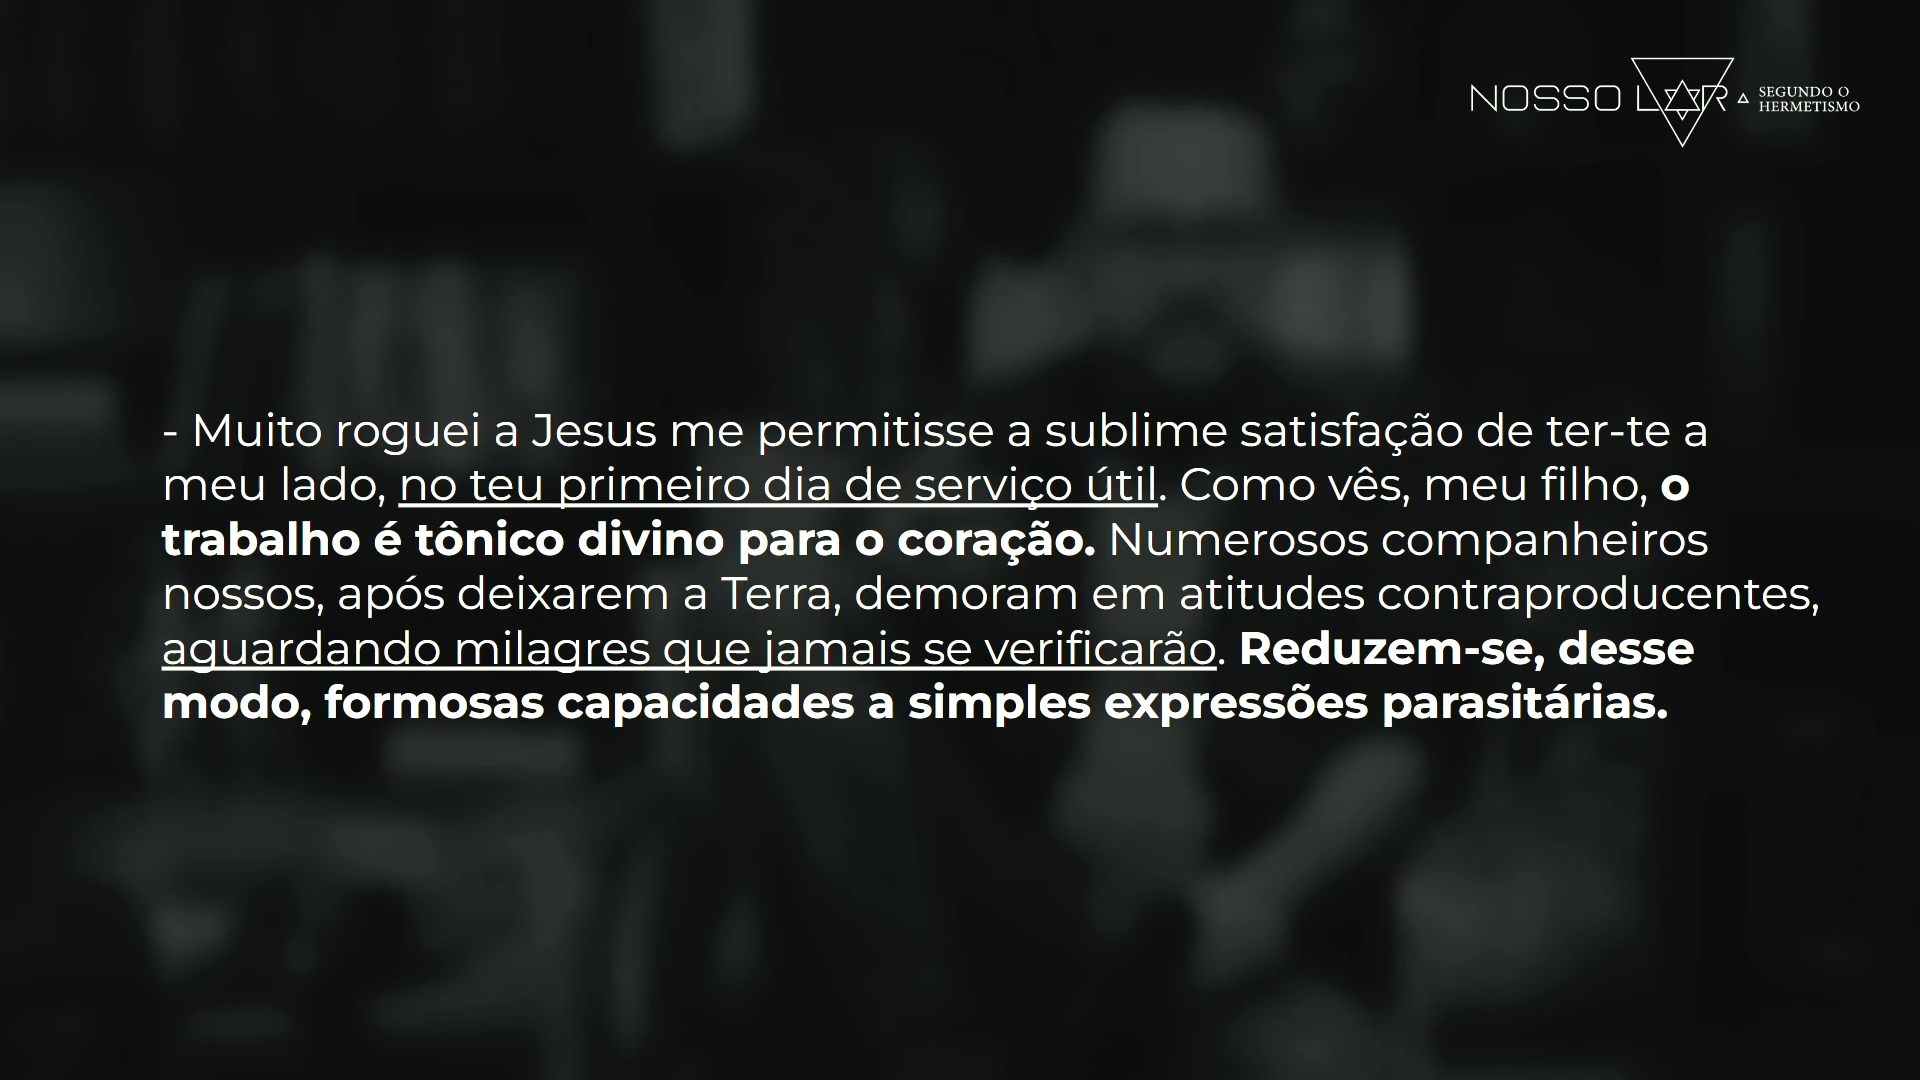 NOSSO LAR
SEGUNDO O
HERMETISMO
- Muito roguei a Jesus me permitisse a sublime satisfação de ter-te a
meu lado, no teu primeiro dia de serviço útil. Como vês, meu filho, o
trabalho é tônico divino para o coração. Numerosos companheiros
nossos, após deixarem a Terra, demoram em atitudes contraproducentes,
aguardando milagres que jamais se verificarão. Reduzem-se, desse
modo, formosas capacidades a simples expressões parasitárias.